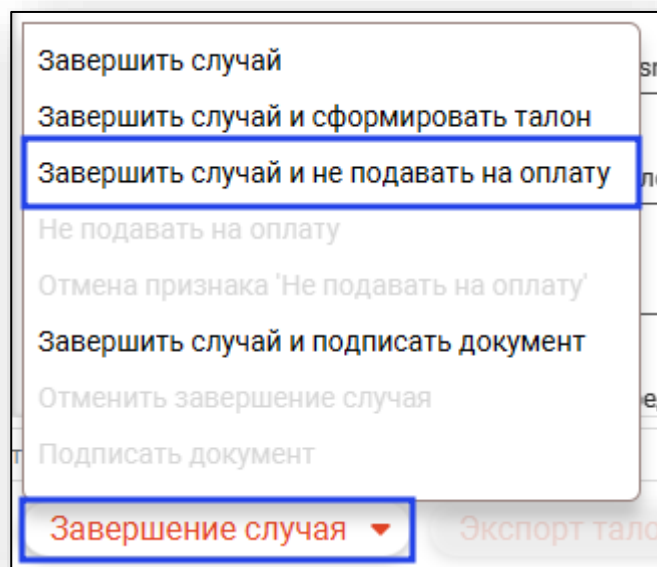 Завершить случай
Завершить случай и сформировать талон
Завершить случай и не подавать на оплату
Не подавать на оплату
Отмена признака 'Не подавать на оплату'
Завершить случай и подписать документ
Отменить завершение случая
Подписать документ
Завершение случая
Экспорт